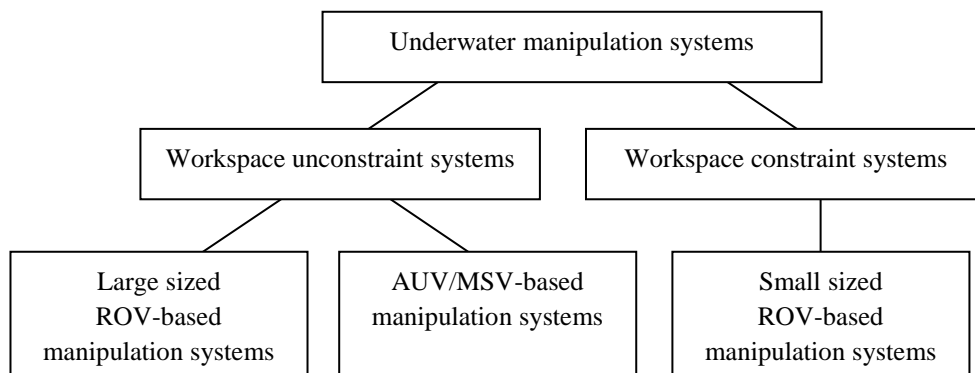 Underwater manipulation systems
Workspace unconstraint systems
Workspace constraint systems
Large sized
ROV-based
manipulation systems
AUV/MSV-based
manipulation systems
Small sized
ROV-based
manipulation systems